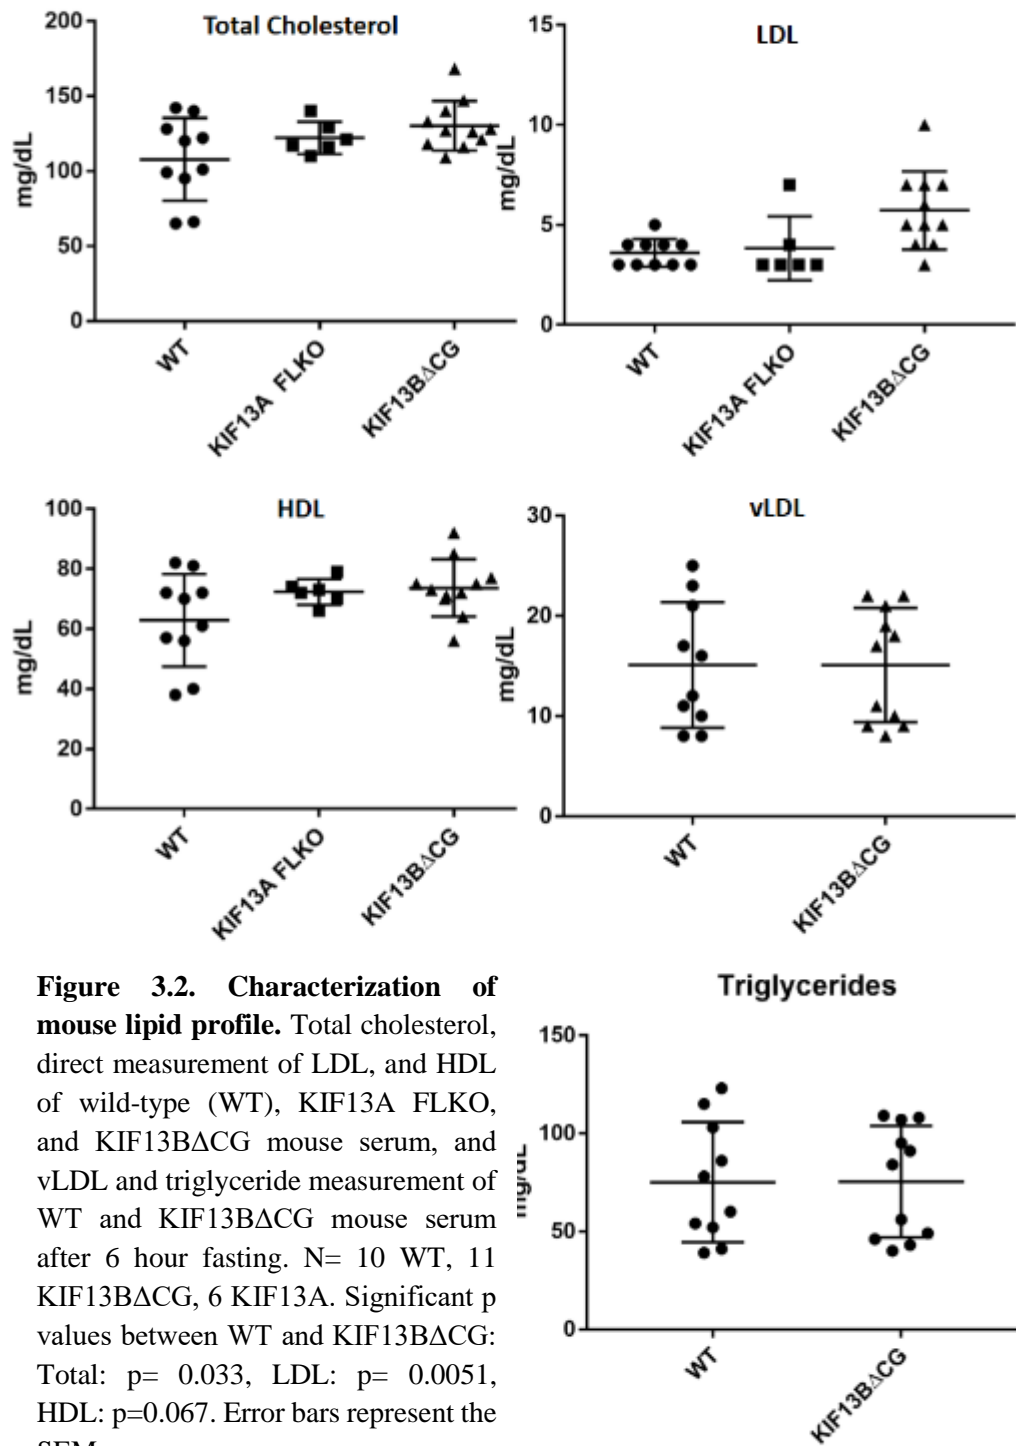 Total Cholesterol
200
150
100
50
0
mg/dL
WT
KIF13A FLKO
KIF13BΔCG
LDL
15
10
5
0
mg/dL
WT
KIF13A FLKO
KIF13BΔCG
HDL
100
80
60
40
20
0
mg/dL
WT
KIF13A FLKO
KIF13BΔCG
vLDL
30
20
10
0
mg/dL
WT
KIF13BΔCG
Figure 3.2. Characterization of
mouse lipid profile. Total cholesterol,
direct measurement of LDL, and HDL
of wild-type (WT), KIF13A FLKO,
and KIF13BΔCG mouse serum, and
vLDL and triglyceride measurement of
WT and KIF13BΔCG mouse serum
after 6 hour fasting. N= 10 WT, 11
KIF13BΔCG, 6 KIF13A. Significant p
values between WT and KIF13BΔCG:
Total: p= 0.033, LDL: p= 0.0051,
HDL: p=0.067. Error bars represent the
SEM
Triglycerides
150
100
50
0
mg/dL
WT
KIF13BΔCG